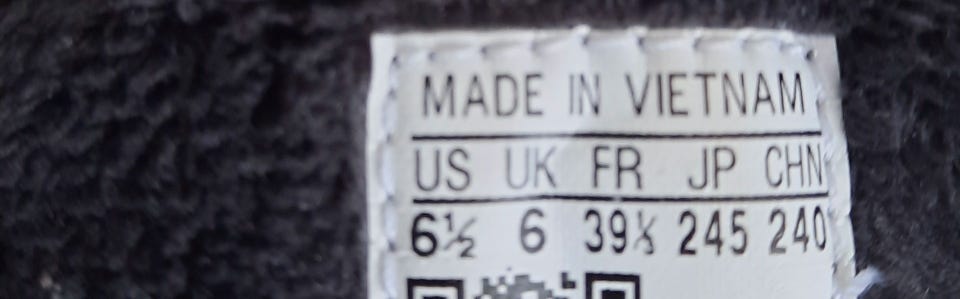 MADE IN VIETNAM
US UK FR JP CHN
6½ 6 39⅓ 245 240